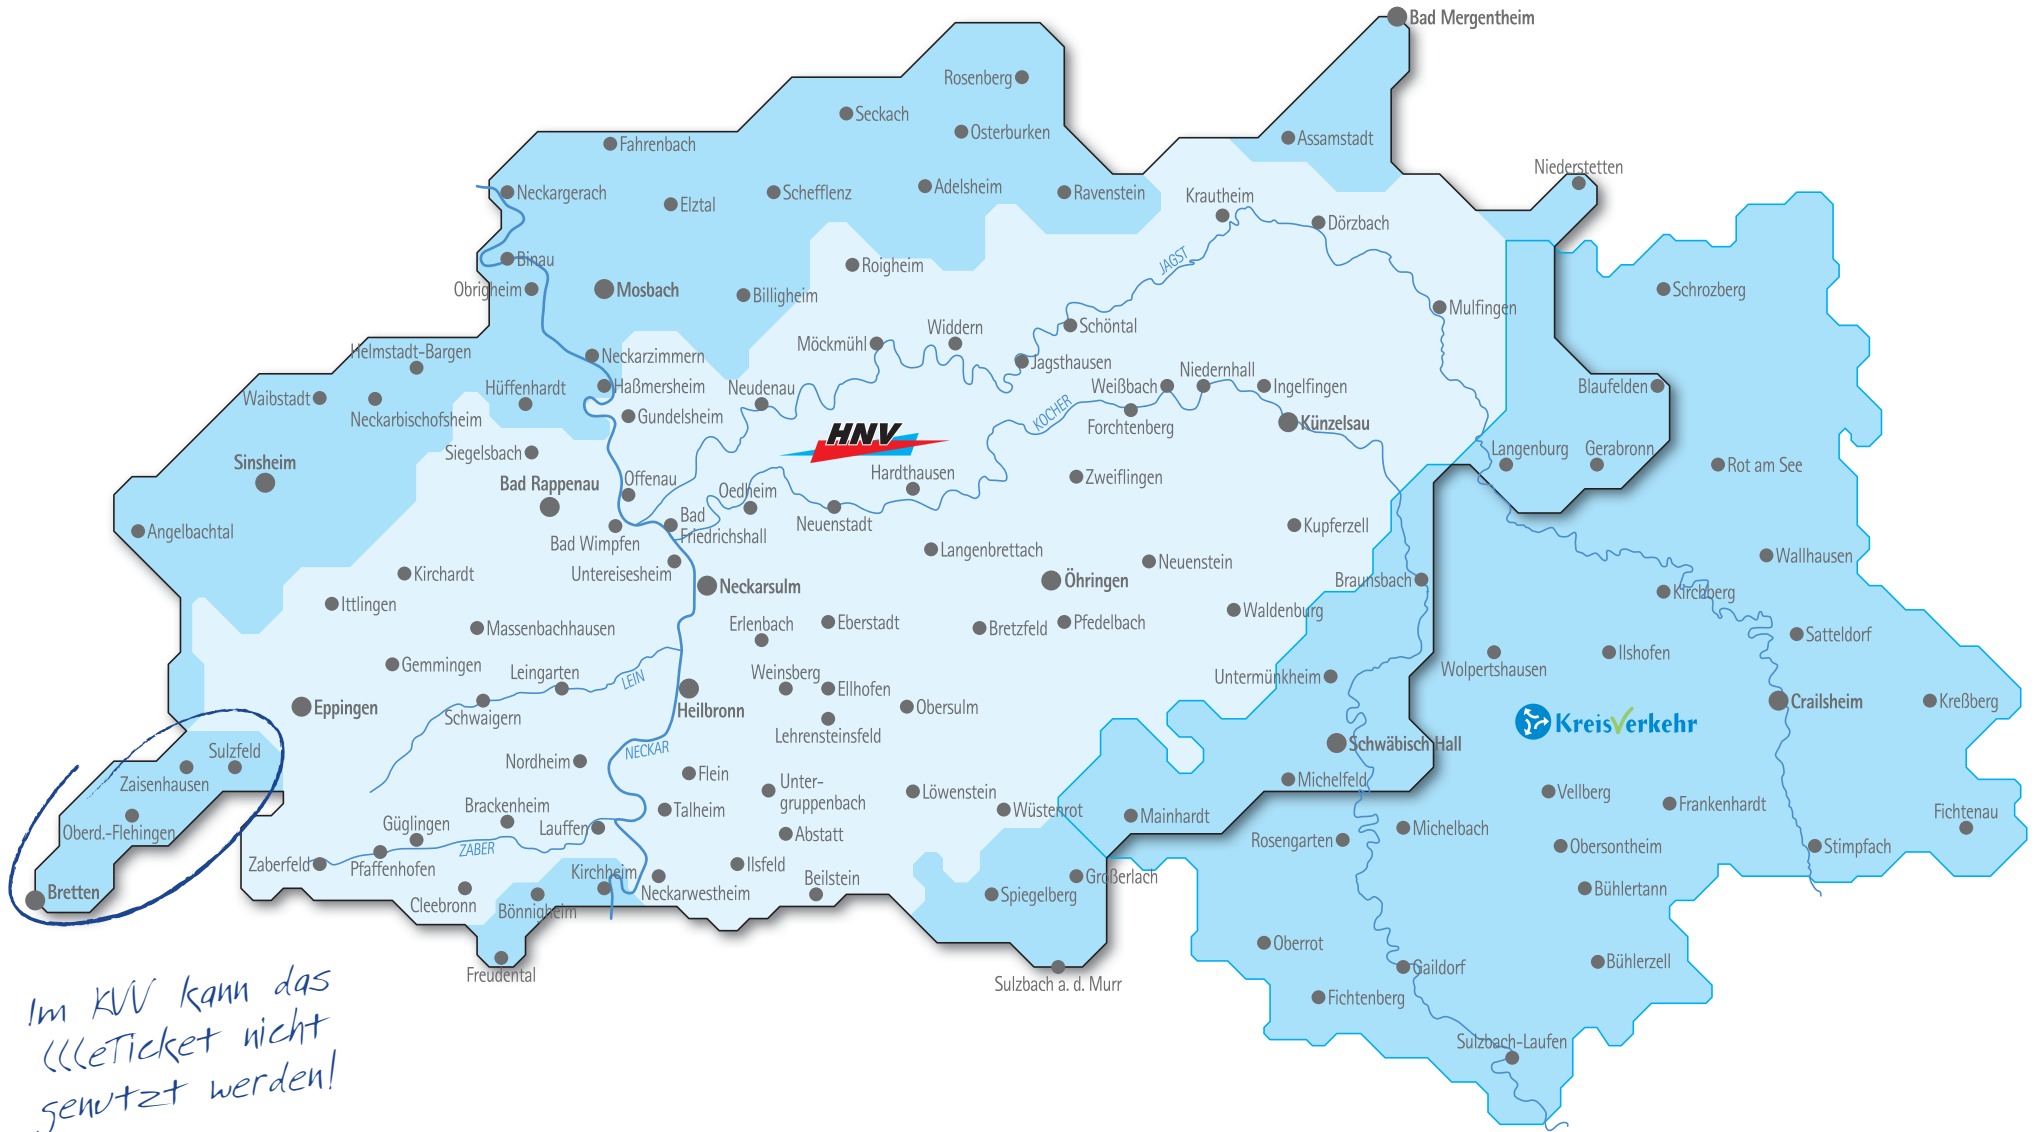 Bad Mergentheim
Rosenberg
Seckach
Osterburken
Assamstadt
Fahrenbach
Niederstetten
Neckargerach
Elztal
Schefflenz
Adelsheim
Ravenstein
Krautheim
Dörzbach
Binau
Roigheim
JAGST
Obrigheim
Mosbach
Billigheim
Schrozberg
Mulfingen
Schöntal
Widdern
Möckmühl
Helmstadt-Bargen
Neckarzimmern
Jagsthausen
Niedernhall
Waibstadt
Hüffenhardt
Haßmersheim
Neudenau
Weißbach
Ingelfingen
Blaufelden
Neckarbischofsheim
Gundelsheim
KOCHER
Forchtenberg
Künzelsau
HNV
Siegelsbach
Langenburg
Gerabronn
Sinsheim
Rot am See
Bad Rappenau
Offenau
Oedheim
Hardthausen
Zweiflingen
Angelbachtal
Bad Wimpfen
Bad
Friedrichshall
Neuenstadt
Kupferzell
Langenbrettach
Wallhausen
Kirchardt
Untereisesheim
Neckarsulm
Öhringen
Neuenstein
Braunsbach
Kirchberg
Ittlingen
Massenbachhausen
Erlenbach
Eberstadt
Bretzfeld
Pfedelbach
Waldenburg
Satteldorf
Gemmingen
Leingarten
LEIN
Weinsberg
Ellhofen
Untermünkheim
Wolpertshausen
Ilshofen
Eppingen
Schwaigern
Heilbronn
Obersulm
Crailsheim
Kreßberg
Lehrensteinsfeld
KreisVerkehr
Sulzfeld
Zaisenhausen
Nordheim
NECKAR
Flein
Schwäbisch Hall
Unter-
gruppenbach
Löwenstein
Michelfeld
Vellberg
Frankenhardt
Fichtenau
Oberd.-Flehingen
Güglingen
Brackenheim
Lauffen
Talheim
Abstatt
Wüstenrot
Mainhardt
Rosengarten
Michelbach
Obersontheim
Stimpfach
Zaberfeld
Pfaffenhofen
ZABER
Kirchheim
Ilsfeld
Beilstein
Großerlach
Bühlertann
Bretten
Cleebronn
Bönnigheim
Neckarwestheim
Spiegelberg
Oberrot
Gaildorf
Bühlerzell
Freudental
Sulzbach a. d. Murr
Fichtenberg
Sulzbach-Laufen
Im KVV kann das
(((eTicket nicht
genutzt werden!